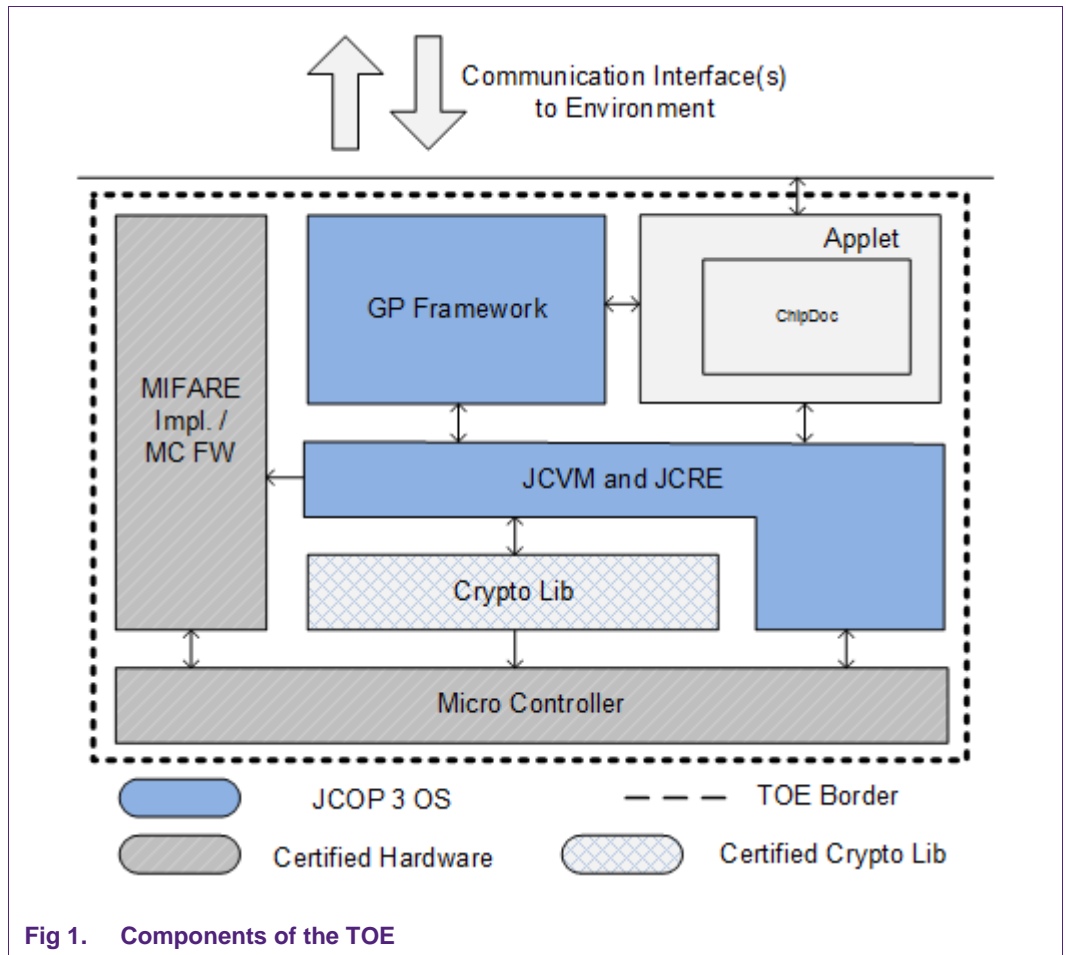 Communication Interface(s)
to Environment
Applet
GP Framework
ChipDoc
MIFARE
Impl. /
MC FW
JCVM and JCRE
Crypto Lib
Micro Controller
JCOP 3 OS
TOE Border
Certified Hardware
Certified Crypto Lib
Fig 1. Components of the TOE